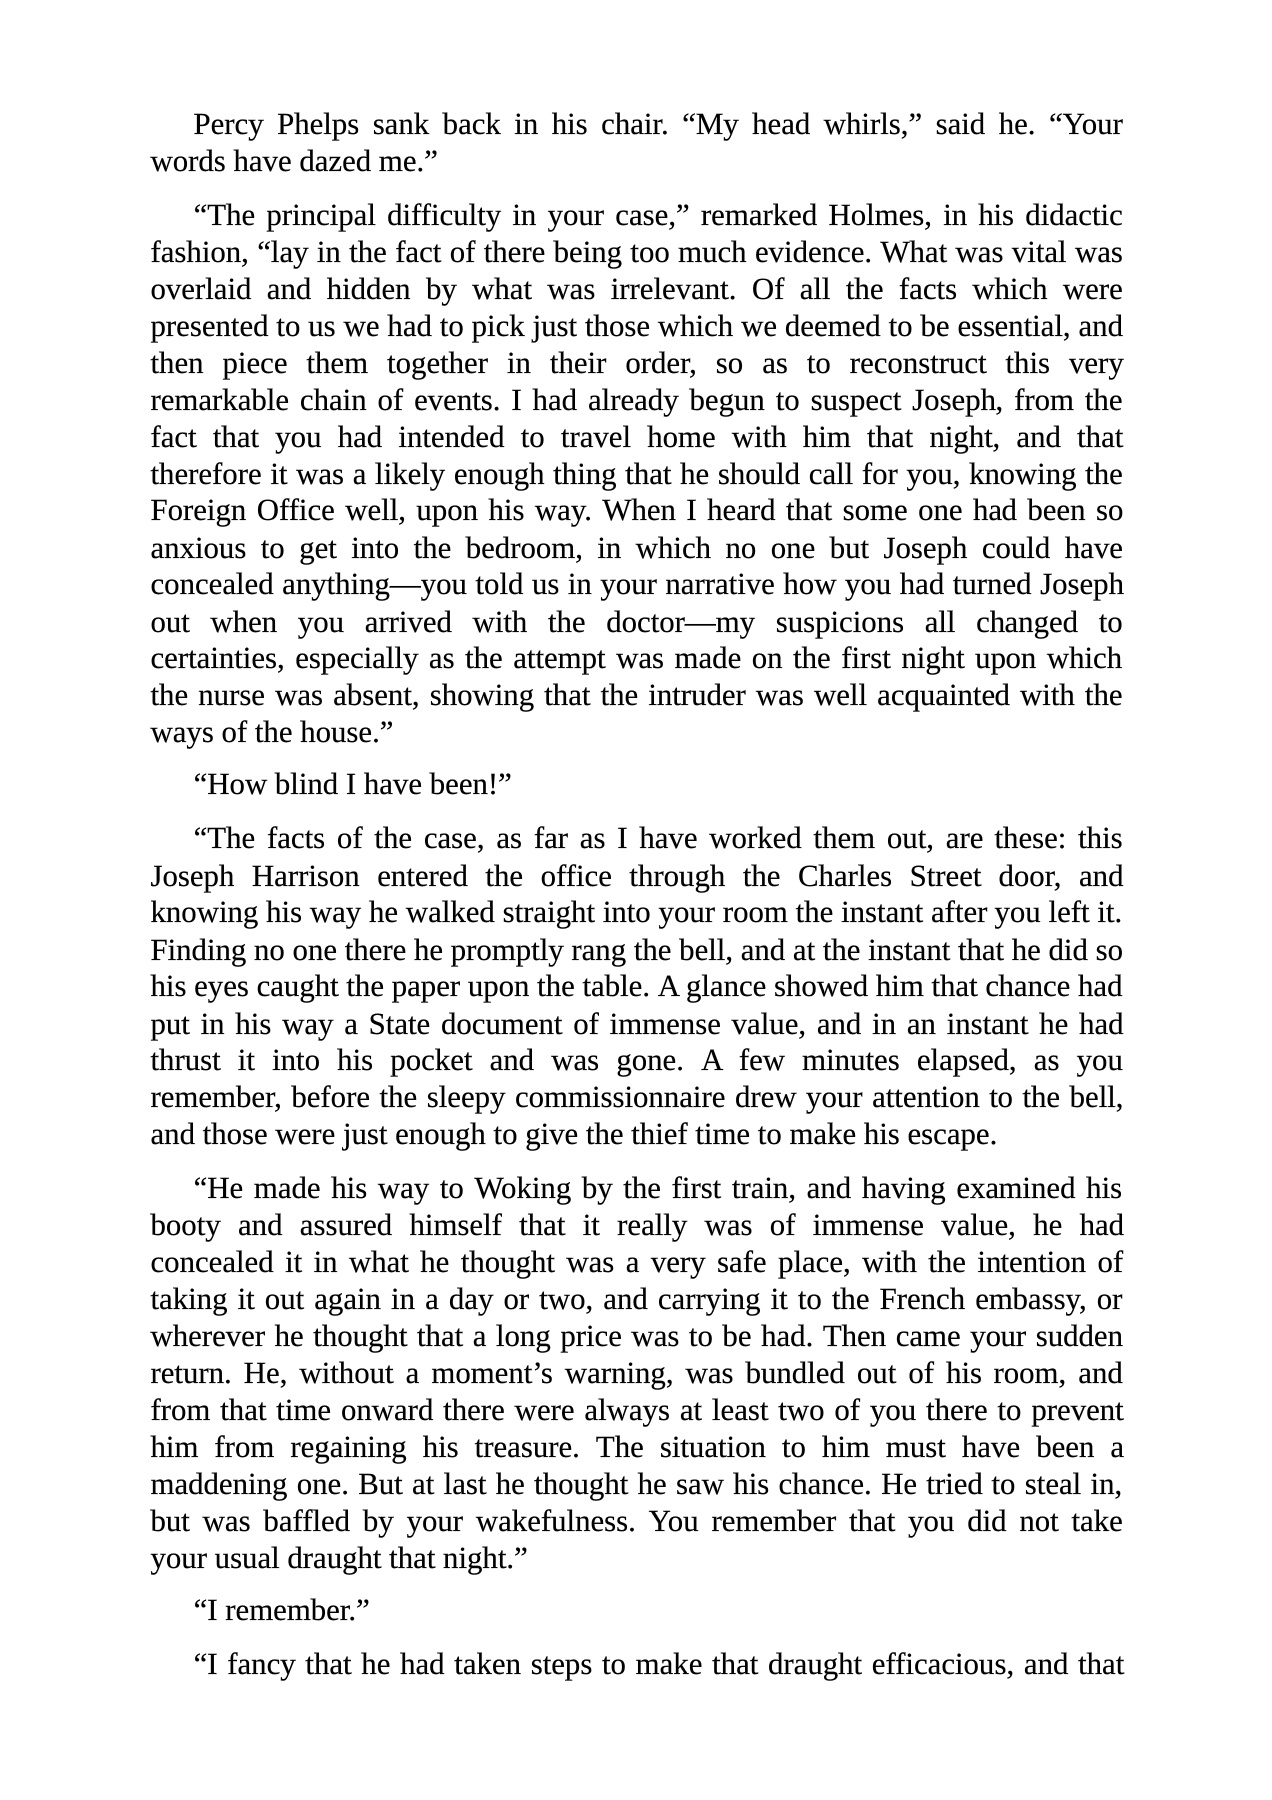 Percy Phelps sank back in his chair. “My head whirls,” said he. “Your
words have dazed me.”
“The principal difficulty in your case,” remarked Holmes, in his didactic
fashion, “lay in the fact of there being too much evidence. What was vital was
overlaid and hidden by what was irrelevant. Of all the facts which were
presented to us we had to pick just those which we deemed to be essential, and
then piece them together in their order, so as to reconstruct this very
remarkable chain of events. I had already begun to suspect Joseph, from the
fact that you had intended to travel home with him that night, and that
therefore it was a likely enough thing that he should call for you, knowing the
Foreign Office well, upon his way. When I heard that some one had been so
anxious to get into the bedroom, in which no one but Joseph could have
concealed anything—you told us in your narrative how you had turned Joseph
out when you arrived with the doctor—my suspicions all changed to
certainties, especially as the attempt was made on the first night upon which
the nurse was absent, showing that the intruder was well acquainted with the
ways of the house.”
“How blind I have been!”
“The facts of the case, as far as I have worked them out, are these: this
Joseph Harrison entered the office through the Charles Street door, and
knowing his way he walked straight into your room the instant after you left it.
Finding no one there he promptly rang the bell, and at the instant that he did so
his eyes caught the paper upon the table. A glance showed him that chance had
put in his way a State document of immense value, and in an instant he had
thrust it into his pocket and was gone. A few minutes elapsed, as you
remember, before the sleepy commissionnaire drew your attention to the bell,
and those were just enough to give the thief time to make his escape.
“He made his way to Woking by the first train, and having examined his
booty and assured himself that it really was of immense value, he had
concealed it in what he thought was a very safe place, with the intention of
taking it out again in a day or two, and carrying it to the French embassy, or
wherever he thought that a long price was to be had. Then came your sudden
return. He, without a moment’s warning, was bundled out of his room, and
from that time onward there were always at least two of you there to prevent
him from regaining his treasure. The situation to him must have been a
maddening one. But at last he thought he saw his chance. He tried to steal in,
but was baffled by your wakefulness. You remember that you did not take
your usual draught that night.”
“I remember.”
“I fancy that he had taken steps to make that draught efficacious, and that